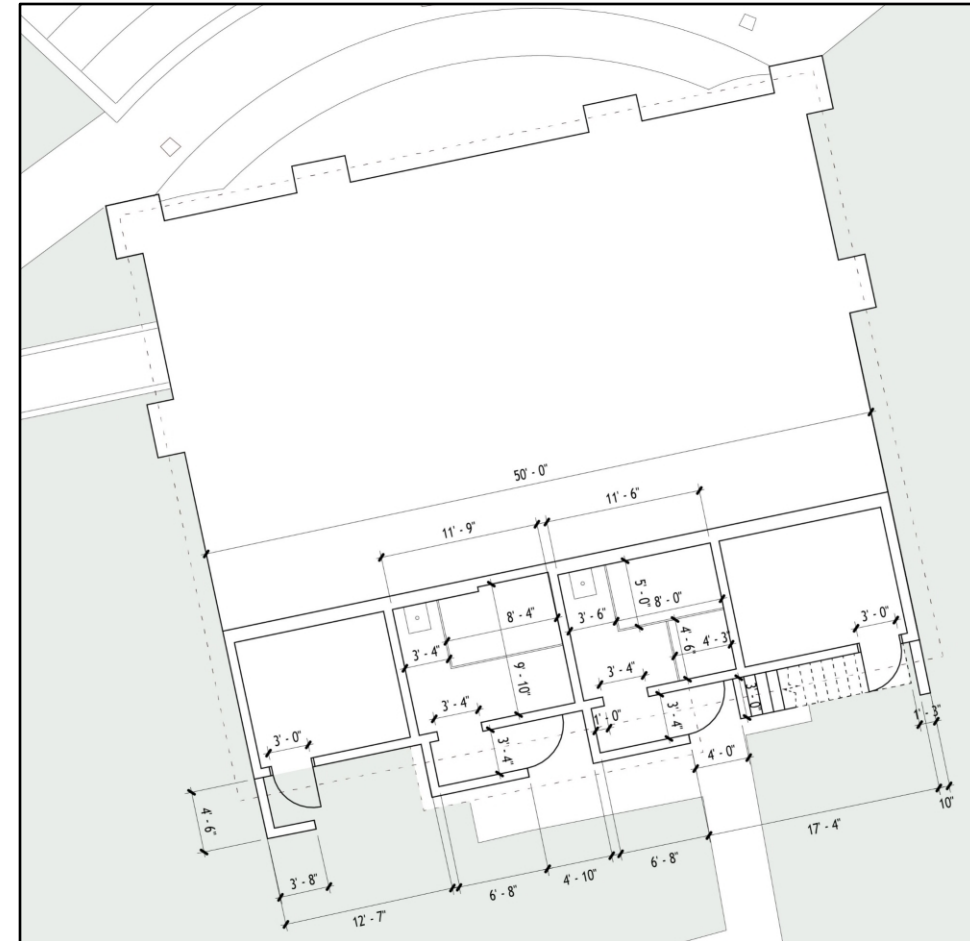 50' - 0"
11' - 6"
11' - 9"
5' - 0"
8' - 0"
8' - 4"
3' - 6"
3' - 0"
4' - 6"
4' - 3"
3' - 4"
9' - 10"
3' - 4"
3' - 4"
3' - 0"
1' - 0"
3' - 4"
1' - 3"
3' - 0"
3' - 4"
4' - 0"
10"
4' - 6"
17' - 4"
6' - 8"
4' - 10"
3' - 8"
6' - 8"
12' - 7"